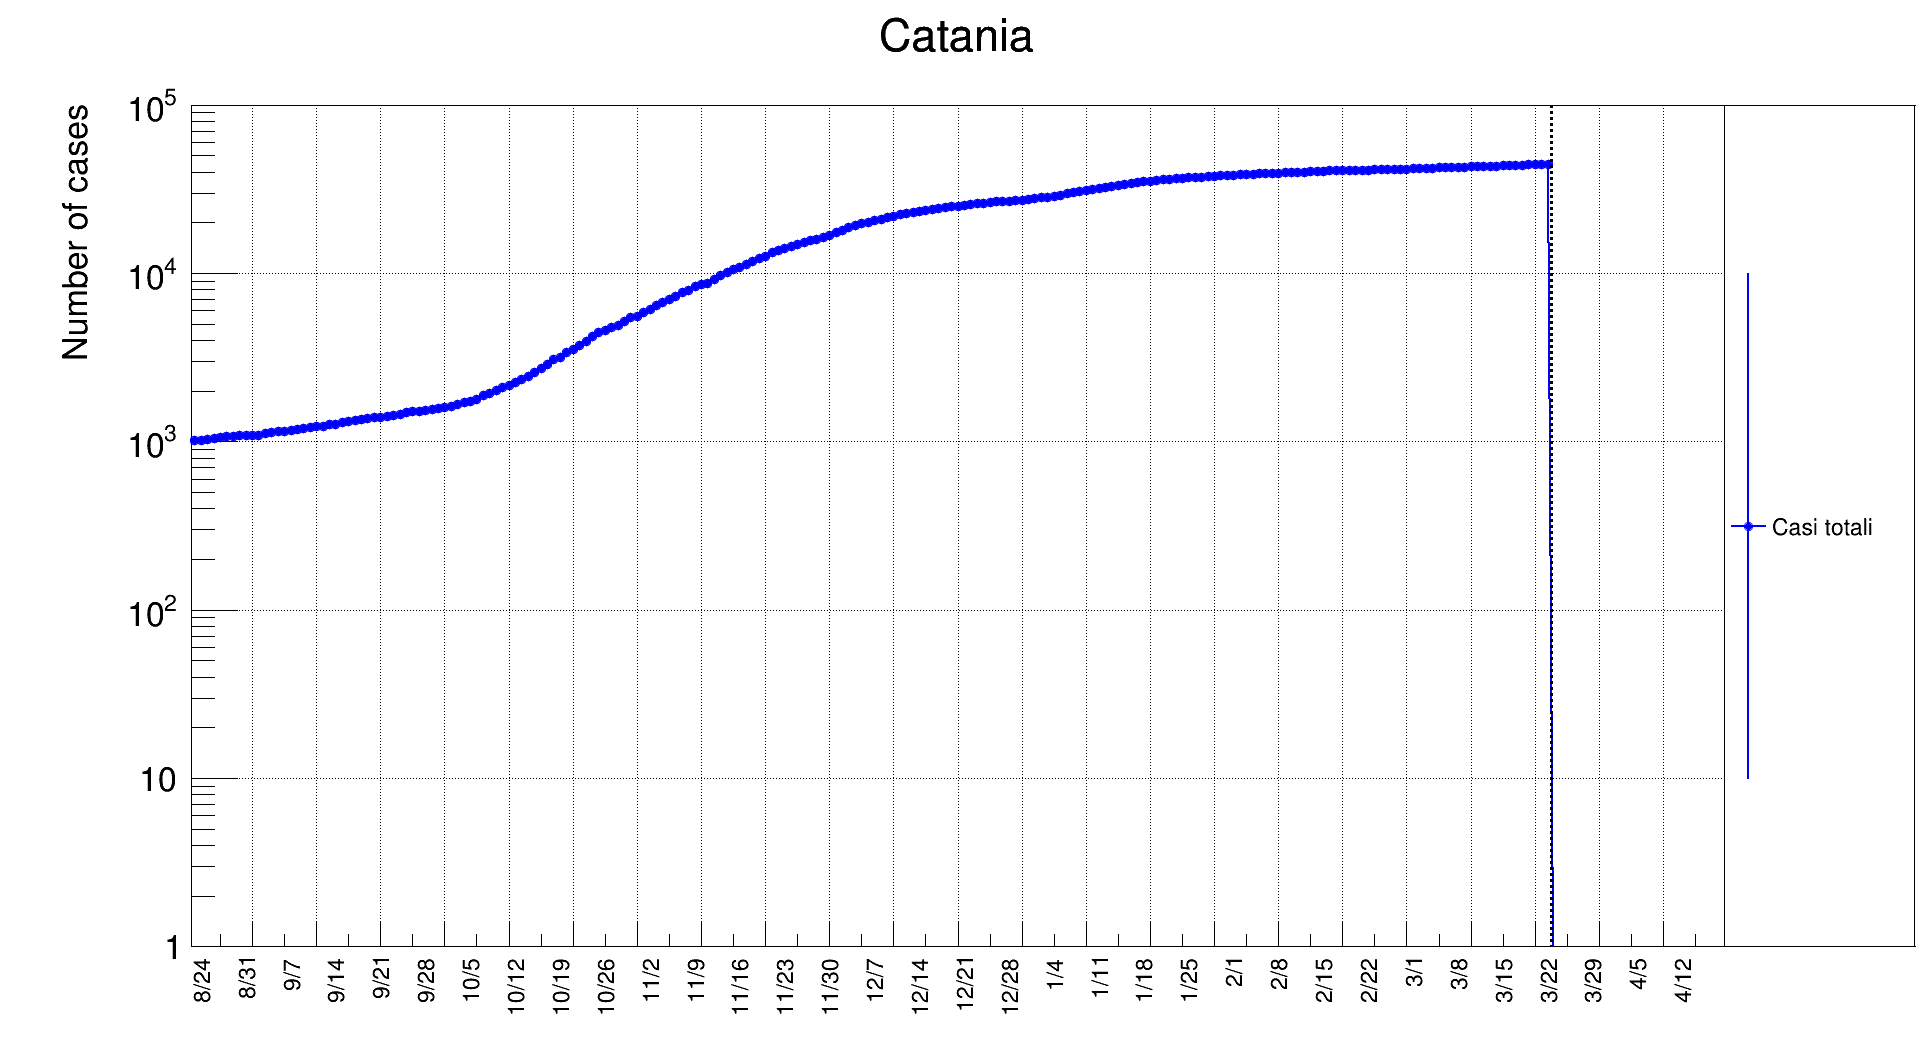 Catania
Number of cases
10^5
10^4
10^3
10^2
10
1
8/24 8/31 9/7 9/14 9/21 9/28 10/5 10/12 10/19 10/26 11/2 11/9 11/16 11/23 11/30 12/7 12/14 12/21 12/28 1/4 1/11 1/18 1/25 2/1 2/8 2/15 2/22 3/1 3/8 3/15 3/22 3/29 4/5 4/12
Casi totali